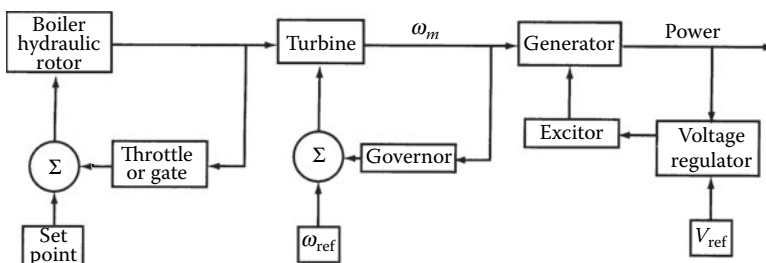 Boiler
hydraulic
rotor
Turbine
ω_m
Generator
Power
Σ
Throttle
or gate
Σ
Governor
Excitor
Voltage
regulator
Set
point
ω_ref
V_ref